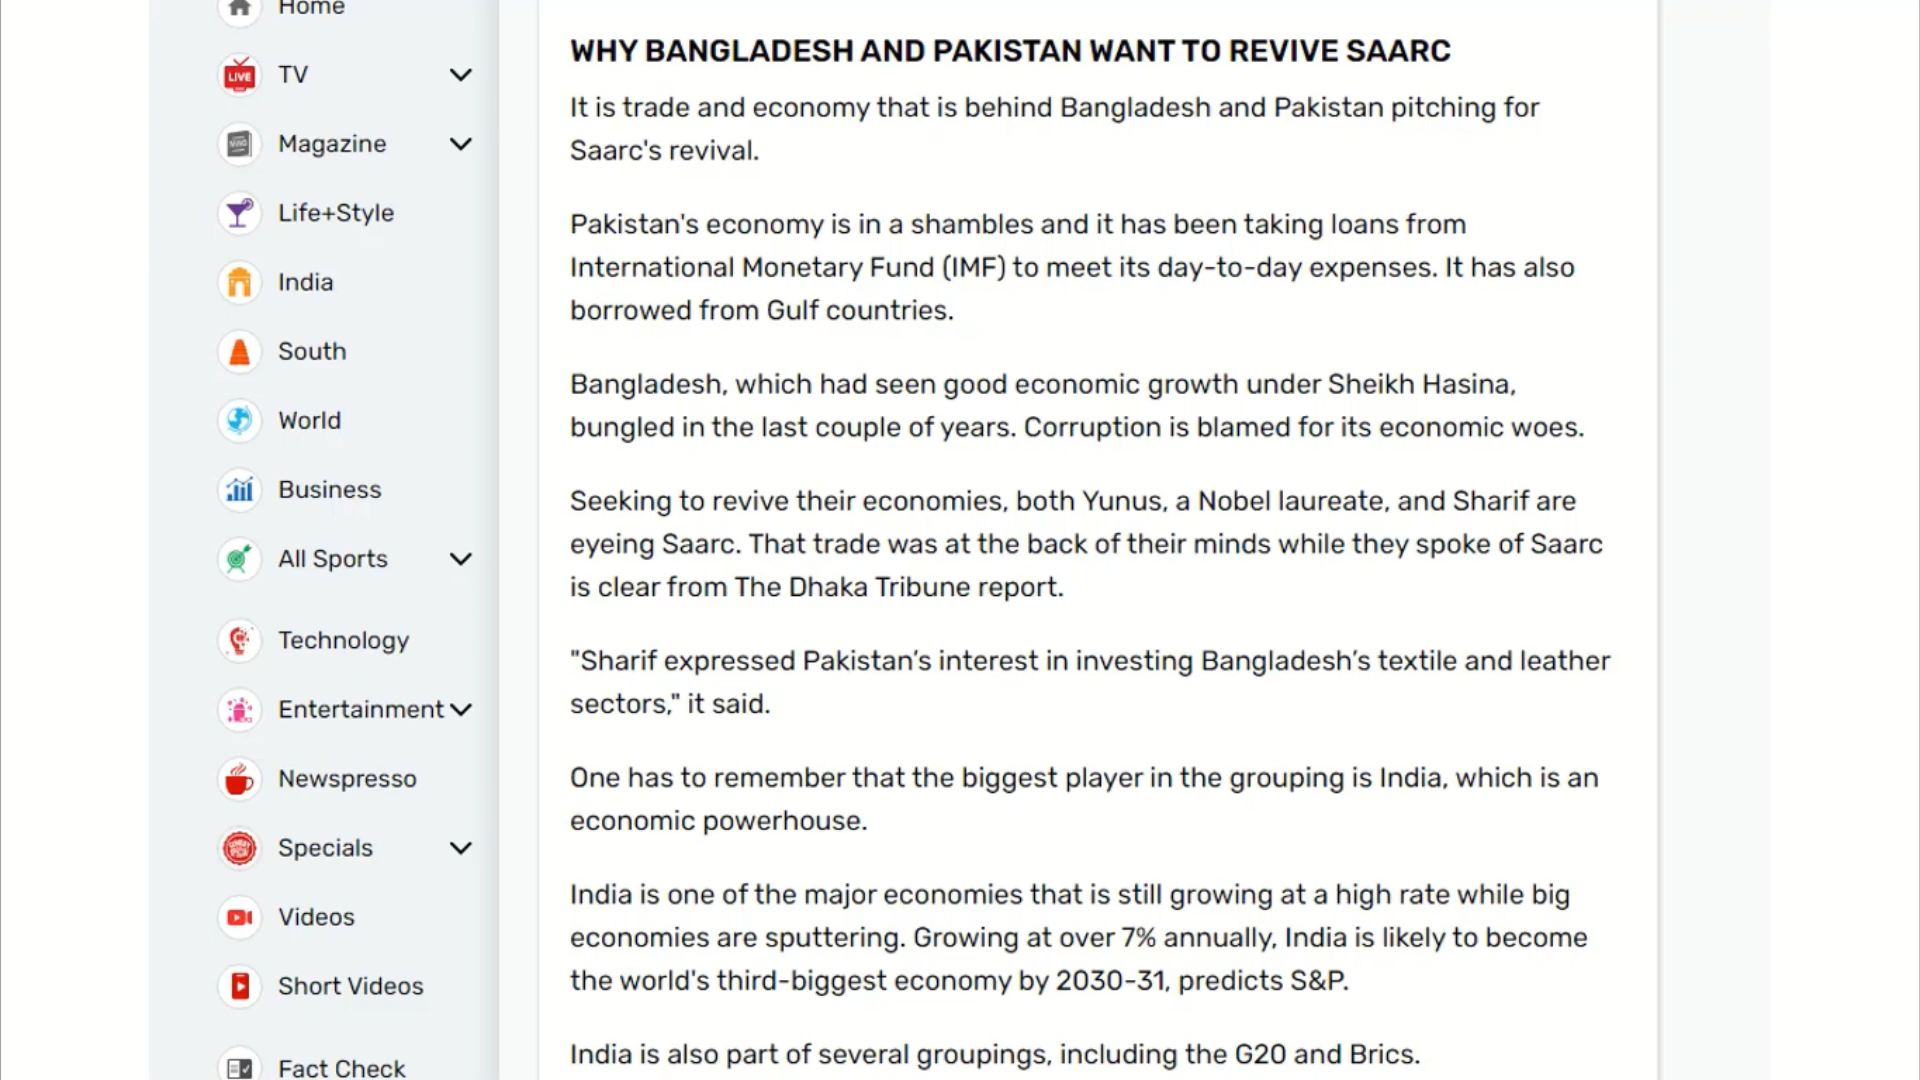 Home
TV
Magazine
Life+Style
India
South
World
Business
All Sports
Technology
Entertainment
Newspresso
Specials
Videos
Short Videos
Fact Check
WHY BANGLADESH AND PAKISTAN WANT TO REVIVE SAARC
It is trade and economy that is behind Bangladesh and Pakistan pitching for
Saarc's revival.
Pakistan's economy is in a shambles and it has been taking loans from
International Monetary Fund (IMF) to meet its day-to-day expenses. It has also
borrowed from Gulf countries.
Bangladesh, which had seen good economic growth under Sheikh Hasina,
bungled in the last couple of years. Corruption is blamed for its economic woes.
Seeking to revive their economies, both Yunus, a Nobel laureate, and Sharif are
eyeing Saarc. That trade was at the back of their minds while they spoke of Saarc
is clear from The Dhaka Tribune report.
"Sharif expressed Pakistan’s interest in investing Bangladesh’s textile and leather
sectors," it said.
One has to remember that the biggest player in the grouping is India, which is an
economic powerhouse.
India is one of the major economies that is still growing at a high rate while big
economies are sputtering. Growing at over 7% annually, India is likely to become
the world's third-biggest economy by 2030-31, predicts S&P.
India is also part of several groupings, including the G20 and Brics.